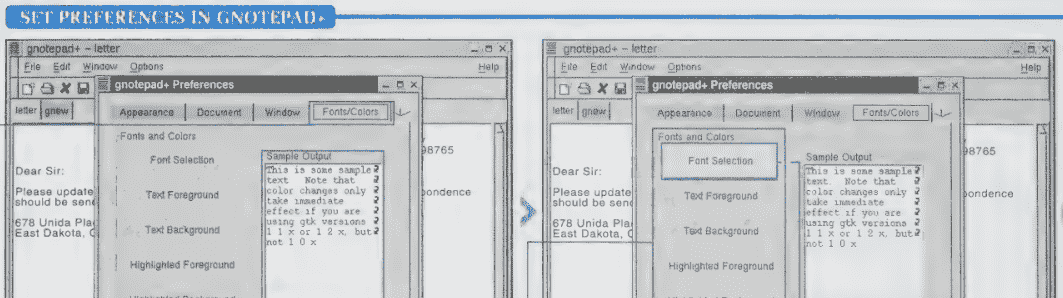 SET PREFERENCES IN GNOTEPAD+
gnotepad+ - letter
File Edit Window Options Help
gnotepad+ Preferences
letter gnew
Appearance Document Window Fonts/Colors
Fonts and Colors
98765
Font Selection
Sample Output
This is some sample
text Note that
color changes only
take immediate
effect if you are
using gtk versions
1 1 x or 1 2 x, but
not 1 0 x
Dear Sir:
Please update
should be sen
pondence
678 Unida Pla
East Dakota, C
Text Foreground
Text Background
Highlighted Foreground
Highlighted Background
gnotepad+ - letter
File Edit Window Options Help
gnotepad+ Preferences
letter gnew
Appearance Document Window Fonts/Colors
Fonts and Colors
98765
Font Selection
Sample Output
This is some sample
text Note that
color changes only
take immediate
effect if you are
using gtk versions
1 1 x or 1 2 x, but
not 1 0 x
Dear Sir:
Please update
should be sen
pondence
678 Unida Pla
East Dakota, C
Text Foreground
Text Background
Highlighted Foreground